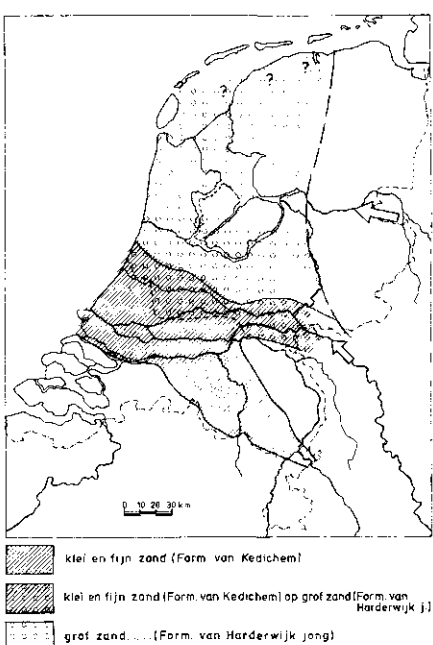 ? ? ?
0 10 20 30 km
klei en fijn zand (Form. van Kedichem)
klei en fijn zand (Form. van Kedichem) op grof zand (Form. van
Harderwijk j.)
grof zand.....(Form. van Harderwijk jong)